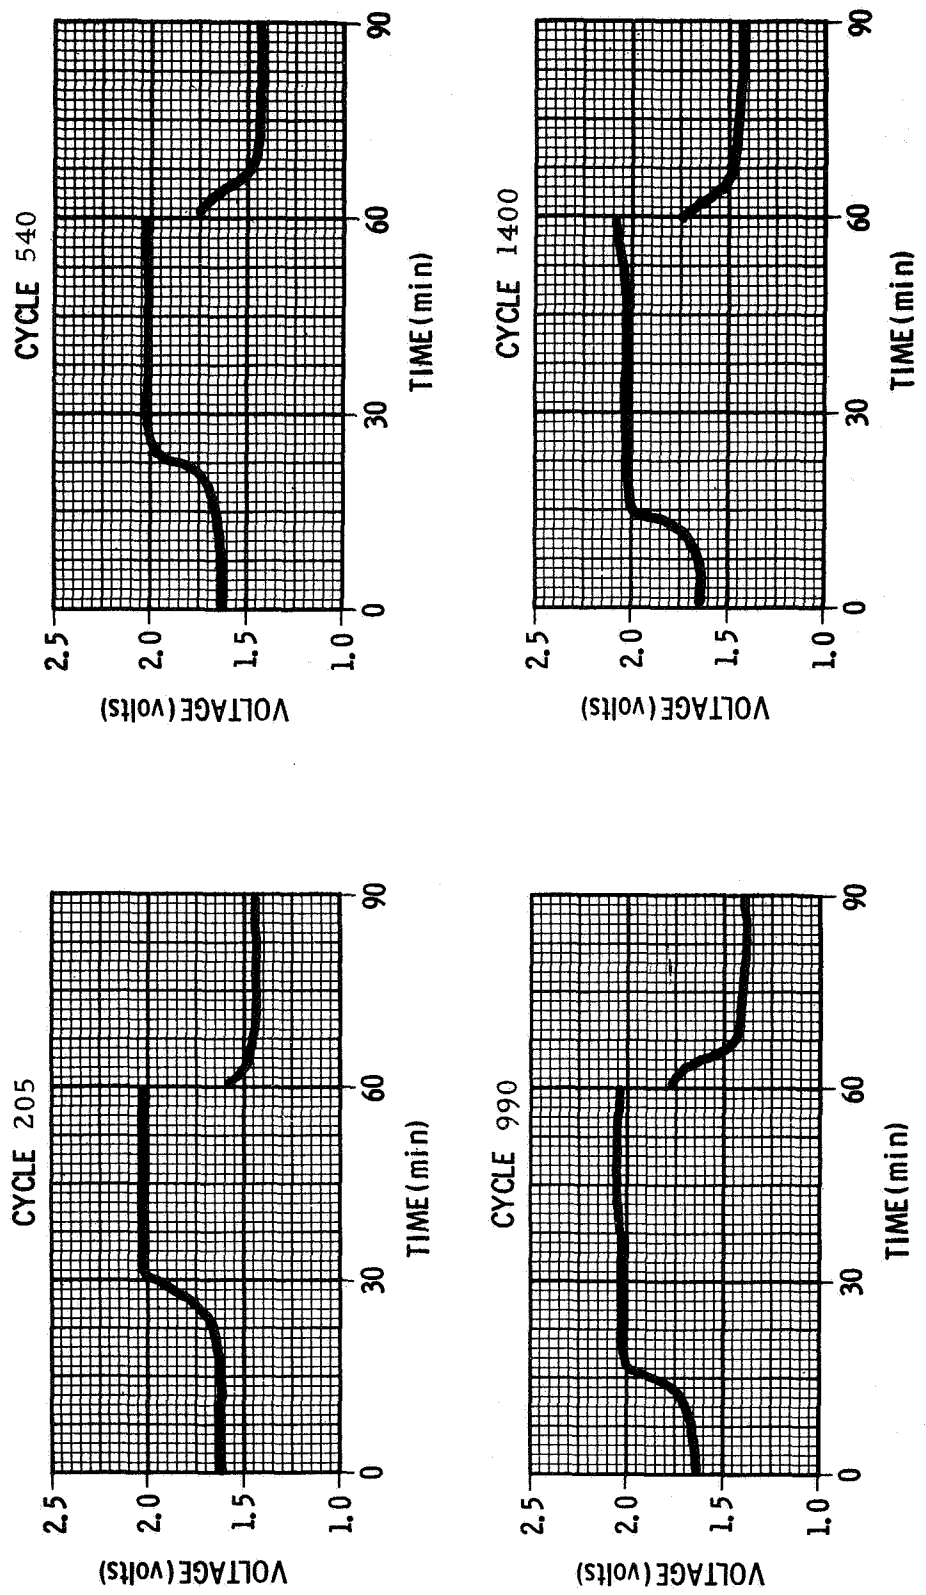 CYCLE 205
VOLTAGE (volts)
2.5
2.0
1.5
1.0
0 30 60 90
TIME (min)
CYCLE 540
VOLTAGE (volts)
2.5
2.0
1.5
1.0
0 30 60 90
TIME (min)
CYCLE 990
VOLTAGE (volts)
2.5
2.0
1.5
1.0
0 30 60 90
TIME (min)
CYCLE 1400
VOLTAGE (volts)
2.5
2.0
1.5
1.0
0 30 60 90
TIME (min)